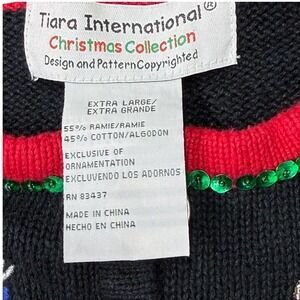 Tiara International®
Christmas Collection
Design and Pattern Copyrighted
EXTRA LARGE/
EXTRA GRANDE
55% RAMIE/RAMIE
45% COTTON/ALGODON
EXCLUSIVE OF
ORNAMENTATION
EXCLUYENDO LOS ADORNOS
RN 83437
MADE IN CHINA
HECHO EN CHINA